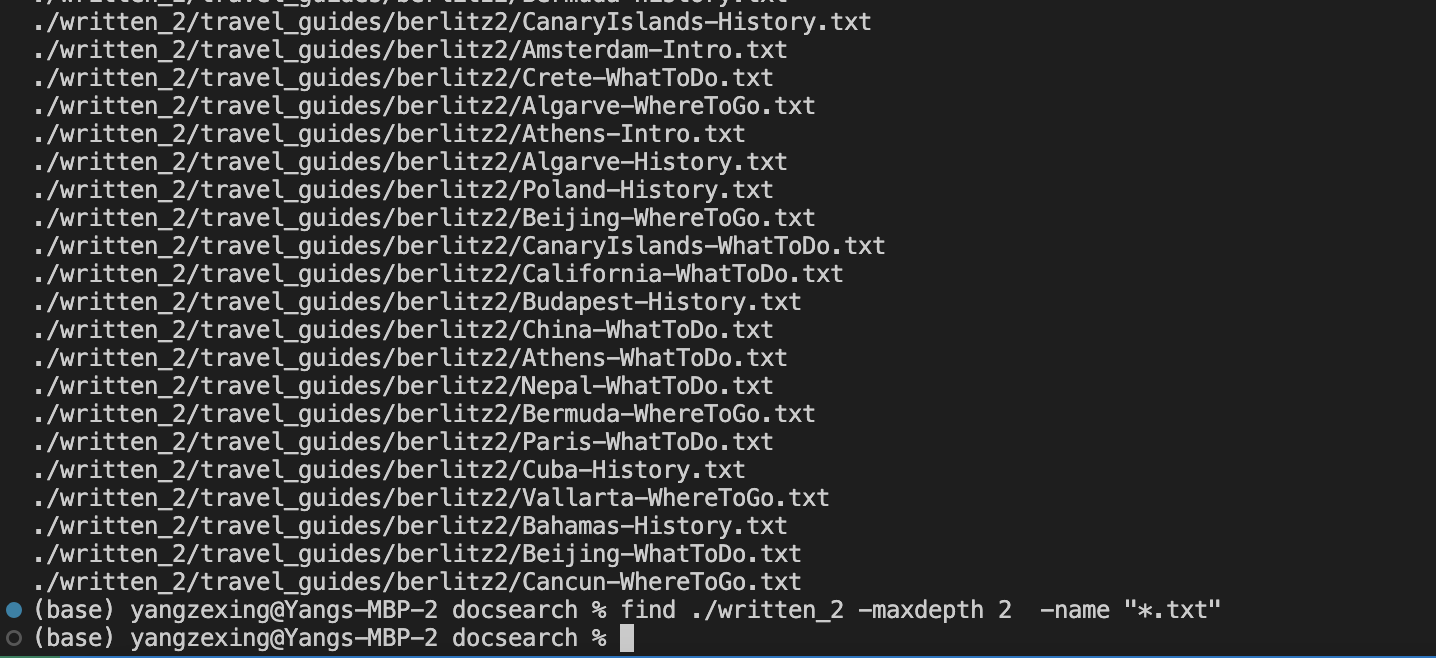 ./written_2/travel_guides/berlitz2/Bermuda-History.txt
./written_2/travel_guides/berlitz2/CanaryIslands-History.txt
./written_2/travel_guides/berlitz2/Amsterdam-Intro.txt
./written_2/travel_guides/berlitz2/Crete-WhatToDo.txt
./written_2/travel_guides/berlitz2/Algarve-WhereToGo.txt
./written_2/travel_guides/berlitz2/Athens-Intro.txt
./written_2/travel_guides/berlitz2/Algarve-History.txt
./written_2/travel_guides/berlitz2/Poland-History.txt
./written_2/travel_guides/berlitz2/Beijing-WhereToGo.txt
./written_2/travel_guides/berlitz2/CanaryIslands-WhatToDo.txt
./written_2/travel_guides/berlitz2/California-WhatToDo.txt
./written_2/travel_guides/berlitz2/Budapest-History.txt
./written_2/travel_guides/berlitz2/China-WhatToDo.txt
./written_2/travel_guides/berlitz2/Athens-WhatToDo.txt
./written_2/travel_guides/berlitz2/Nepal-WhatToDo.txt
./written_2/travel_guides/berlitz2/Bermuda-WhereToGo.txt
./written_2/travel_guides/berlitz2/Paris-WhatToDo.txt
./written_2/travel_guides/berlitz2/Cuba-History.txt
./written_2/travel_guides/berlitz2/Vallarta-WhereToGo.txt
./written_2/travel_guides/berlitz2/Bahamas-History.txt
./written_2/travel_guides/berlitz2/Beijing-WhatToDo.txt
./written_2/travel_guides/berlitz2/Cancun-WhereToGo.txt
(base) yangzexing@Yangs-MBP-2 docsearch % find ./written_2 -maxdepth 2  -name "*.txt"
(base) yangzexing@Yangs-MBP-2 docsearch %